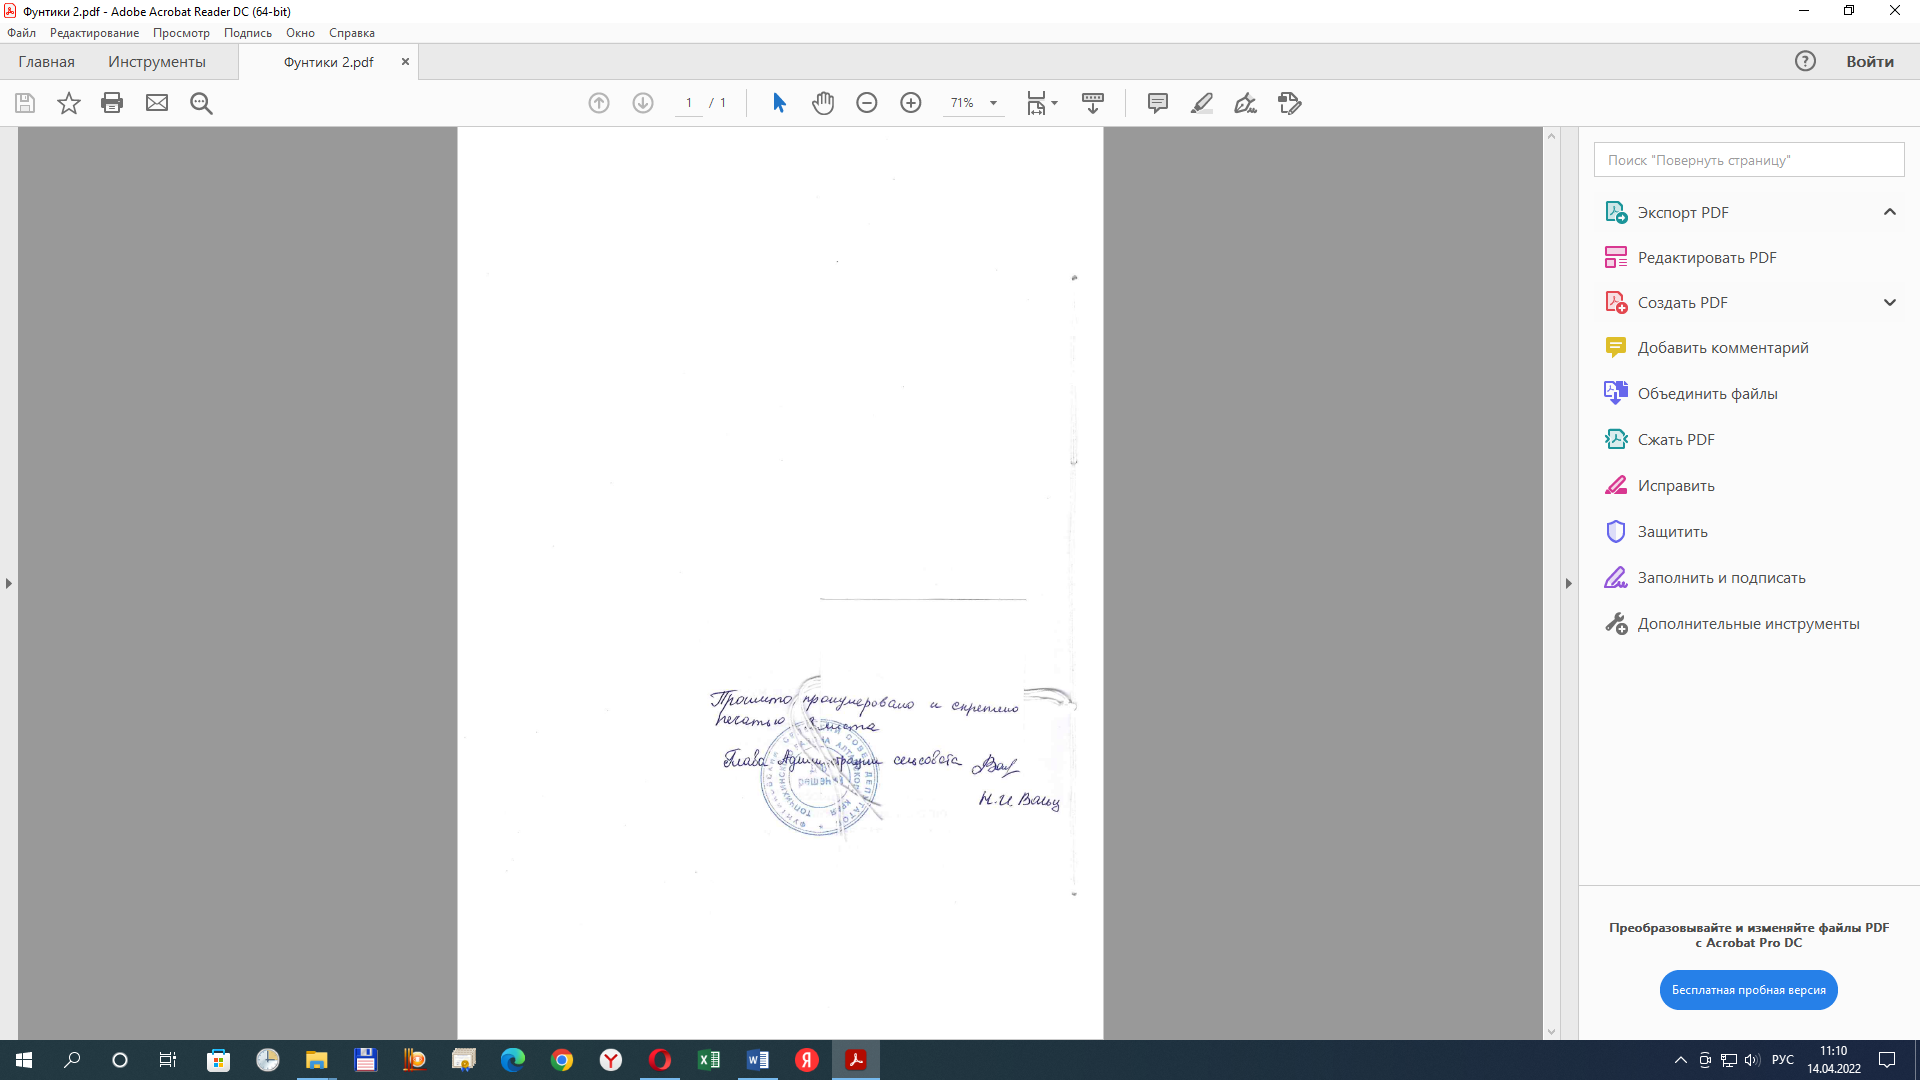 Фунтики 2.pdf - Adobe Acrobat Reader DC (64-bit)
Файл Редактирование Просмотр Подпись Окно Справка
Главная Инструменты Фунтики 2.pdf × ? Войти
1 / 1 71%
Поиск "Повернуть страницу"
Экспорт PDF
Редактировать PDF
Создать PDF
Добавить комментарий
Объединить файлы
Сжать PDF
Исправить
Защитить
Заполнить и подписать
Дополнительные инструменты
Прошито, пронумеровано и скреплено
печатью листа
Глава Администрации сельсовета
Н.И. Вальц
Преобразовывайте и изменяйте файлы PDF
с Acrobat Pro DC
Бесплатная пробная версия
РУС
11:10
14.04.2022